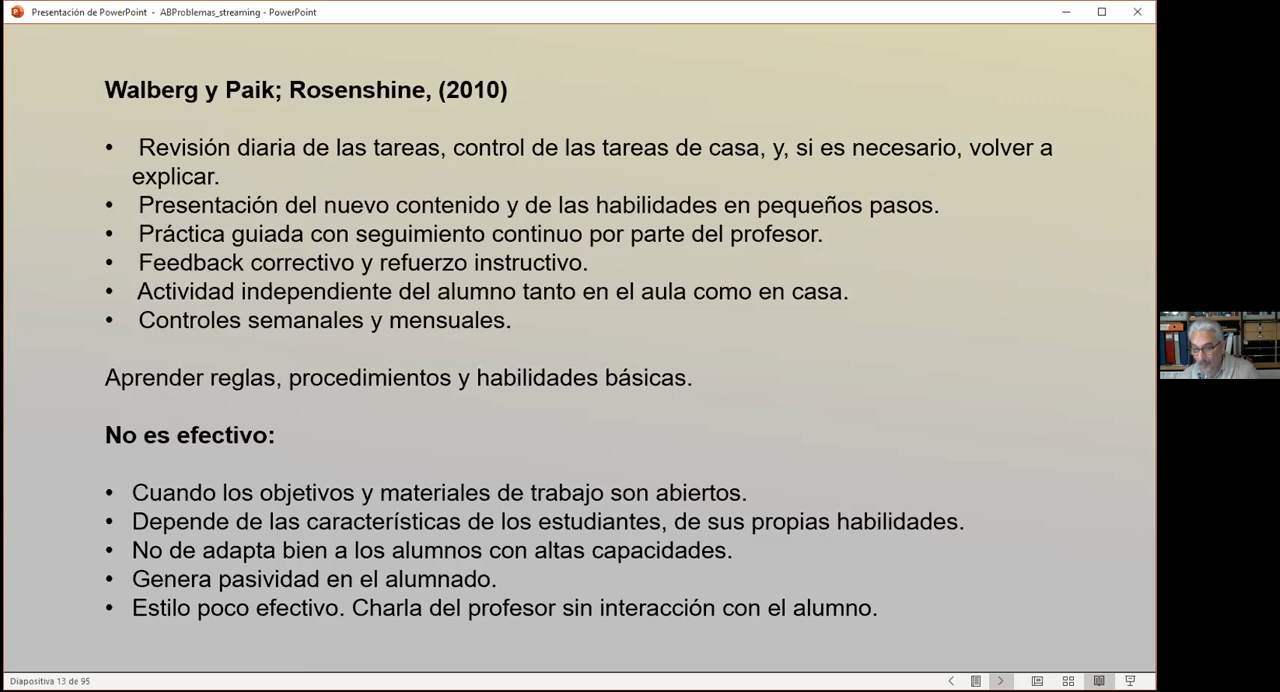 Presentación de PowerPoint - ABProblemas_streaming - PowerPoint
Walberg y Paik; Rosenshine, (2010)
• Revisión diaria de las tareas, control de las tareas de casa, y, si es necesario, volver a
explicar.
• Presentación del nuevo contenido y de las habilidades en pequeños pasos.
• Práctica guiada con seguimiento continuo por parte del profesor.
• Feedback correctivo y refuerzo instructivo.
• Actividad independiente del alumno tanto en el aula como en casa.
• Controles semanales y mensuales.
Aprender reglas, procedimientos y habilidades básicas.
No es efectivo:
• Cuando los objetivos y materiales de trabajo son abiertos.
• Depende de las características de los estudiantes, de sus propias habilidades.
• No de adapta bien a los alumnos con altas capacidades.
• Genera pasividad en el alumnado.
• Estilo poco efectivo. Charla del profesor sin interacción con el alumno.
Diapositiva 13 de 95